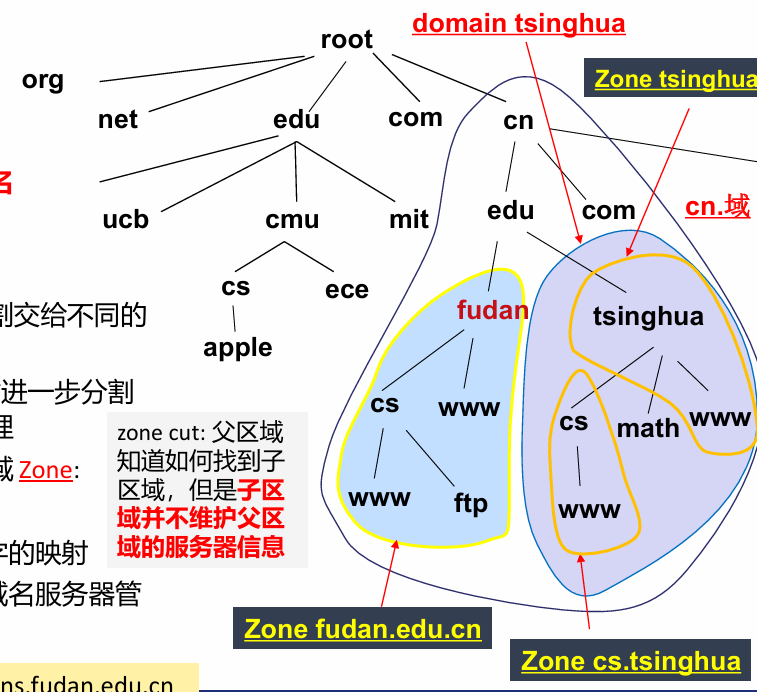 domain tsinghua
root
Zone tsinghua
org
net
edu
com
cn
名
ucb
cmu
mit
edu
com
cn.域
cs
ece
割交给不同的
fudan
tsinghua
apple
进一步分割
理
cs
www
cs
math
www
域 Zone:
zone cut: 父区域
知道如何找到子
区域，但是子区
域并不维护父区
域的服务器信息
www
ftp
www
字的映射
域名服务器管
Zone fudan.edu.cn
Zone cs.tsinghua
ns.fudan.edu.cn